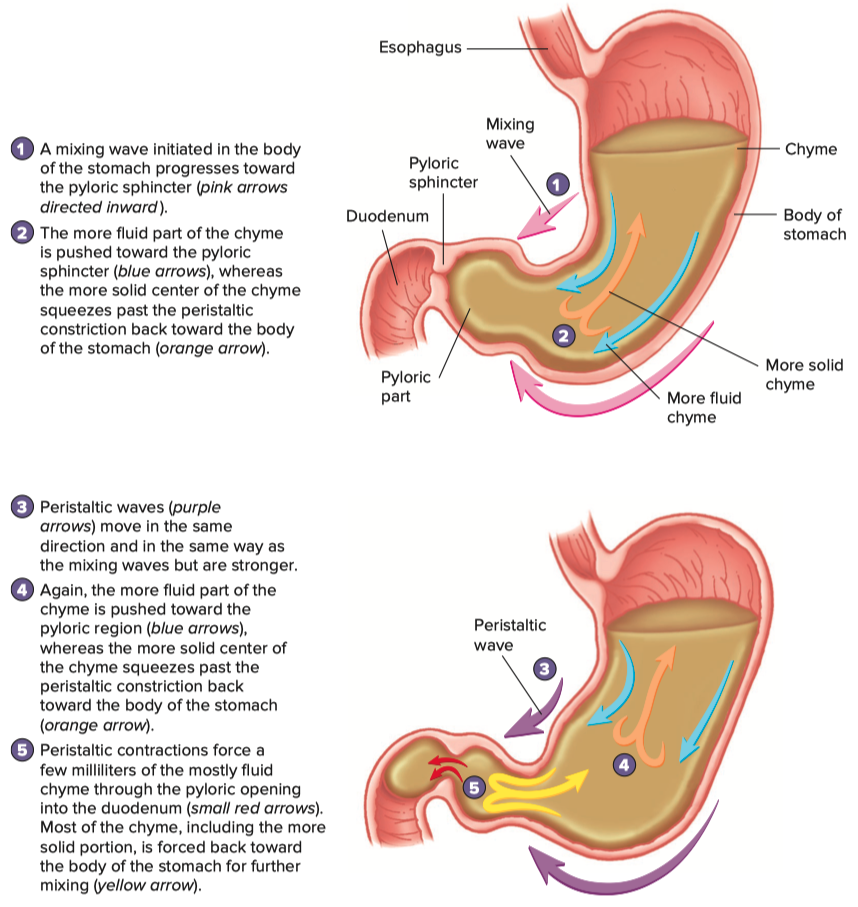 Esophagus
Mixing
wave
Pyloric
sphincter
Duodenum
1
Chyme
Body of
stomach
2
More solid
chyme
More fluid
chyme
Pyloric
part
1 A mixing wave initiated in the body
of the stomach progresses toward
the pyloric sphincter (pink arrows
directed inward).
2 The more fluid part of the chyme
is pushed toward the pyloric
sphincter (blue arrows), whereas
the more solid center of the chyme
squeezes past the peristaltic
constriction back toward the body
of the stomach (orange arrow).
3 Peristaltic waves (purple
arrows) move in the same
direction and in the same way as
the mixing waves but are stronger.
4 Again, the more fluid part of the
chyme is pushed toward the
pyloric region (blue arrows),
whereas the more solid center of
the chyme squeezes past the
peristaltic constriction back
toward the body of the stomach
(orange arrow).
5 Peristaltic contractions force a
few milliliters of the mostly fluid
chyme through the pyloric opening
into the duodenum (small red arrows).
Most of the chyme, including the more
solid portion, is forced back toward
the body of the stomach for further
mixing (yellow arrow).
Peristaltic
wave
3
4
5